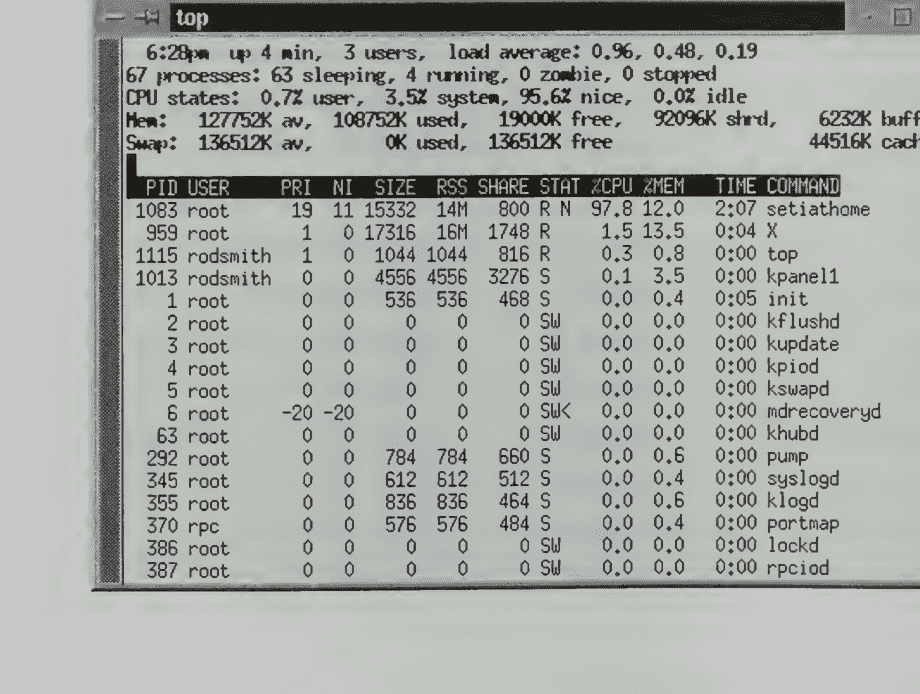 top
6:28pm up 4 min, 3 users, load average: 0.96, 0.48, 0.19
67 processes: 63 sleeping, 4 running, 0 zombie, 0 stopped
CPU states: 0.7% user, 3.5% system, 95.6% nice, 0.0% idle
Mem: 127752K av, 108752K used, 19000K free, 92096K shrd, 6232K buff
Swap: 136512K av, 0K used, 136512K free 44516K cach
PID USER PRI NI SIZE RSS SHARE STAT %CPU %MEM TIME COMMAND
1083 root 19 11 15332 14M 800 R N 97.8 12.0 2:07 setiathome
959 root 1 0 17316 16M 1748 R 1.5 13.5 0:04 X
1115 rodsmith 1 0 1044 1044 816 R 0.3 0.8 0:00 top
1013 rodsmith 0 0 4556 4556 3276 S 0.1 3.5 0:00 kpanel1
1 root 0 0 536 536 468 S 0.0 0.4 0:05 init
2 root 0 0 0 0 0 SW 0.0 0.0 0:00 kflushd
3 root 0 0 0 0 0 SW 0.0 0.0 0:00 kupdate
4 root 0 0 0 0 0 SW 0.0 0.0 0:00 kpiod
5 root 0 0 0 0 0 SW 0.0 0.0 0:00 kswapd
6 root -20 -20 0 0 0 SW< 0.0 0.0 0:00 mdrecoveryd
63 root 0 0 0 0 0 SW 0.0 0.0 0:00 khubd
292 root 0 0 784 784 660 S 0.0 0.6 0:00 pump
345 root 0 0 612 612 512 S 0.0 0.4 0:00 syslogd
355 root 0 0 836 836 464 S 0.0 0.6 0:00 klogd
370 rpc 0 0 576 576 484 S 0.0 0.4 0:00 portmap
386 root 0 0 0 0 0 SW 0.0 0.0 0:00 lockd
387 root 0 0 0 0 0 SW 0.0 0.0 0:00 rpciod